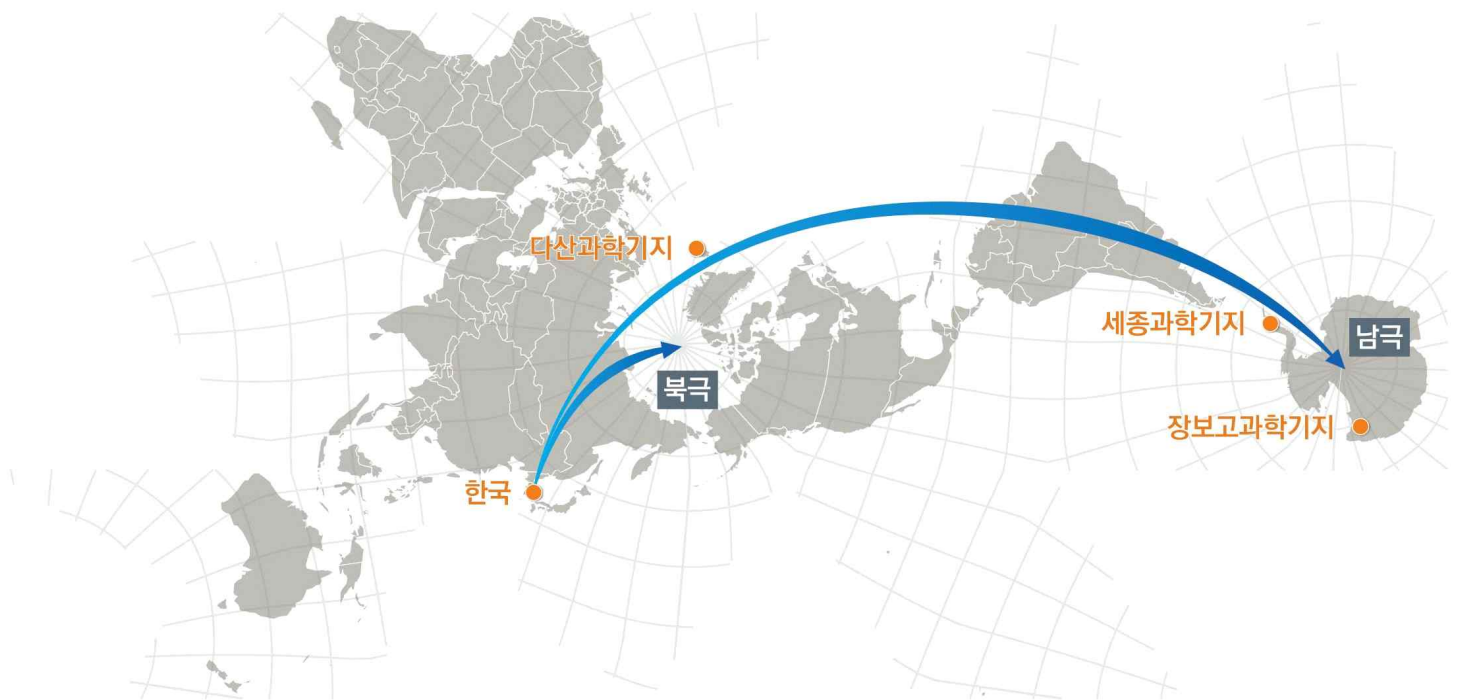 다산과학기지
세종과학기지
남극
북극
장보고과학기지
한국